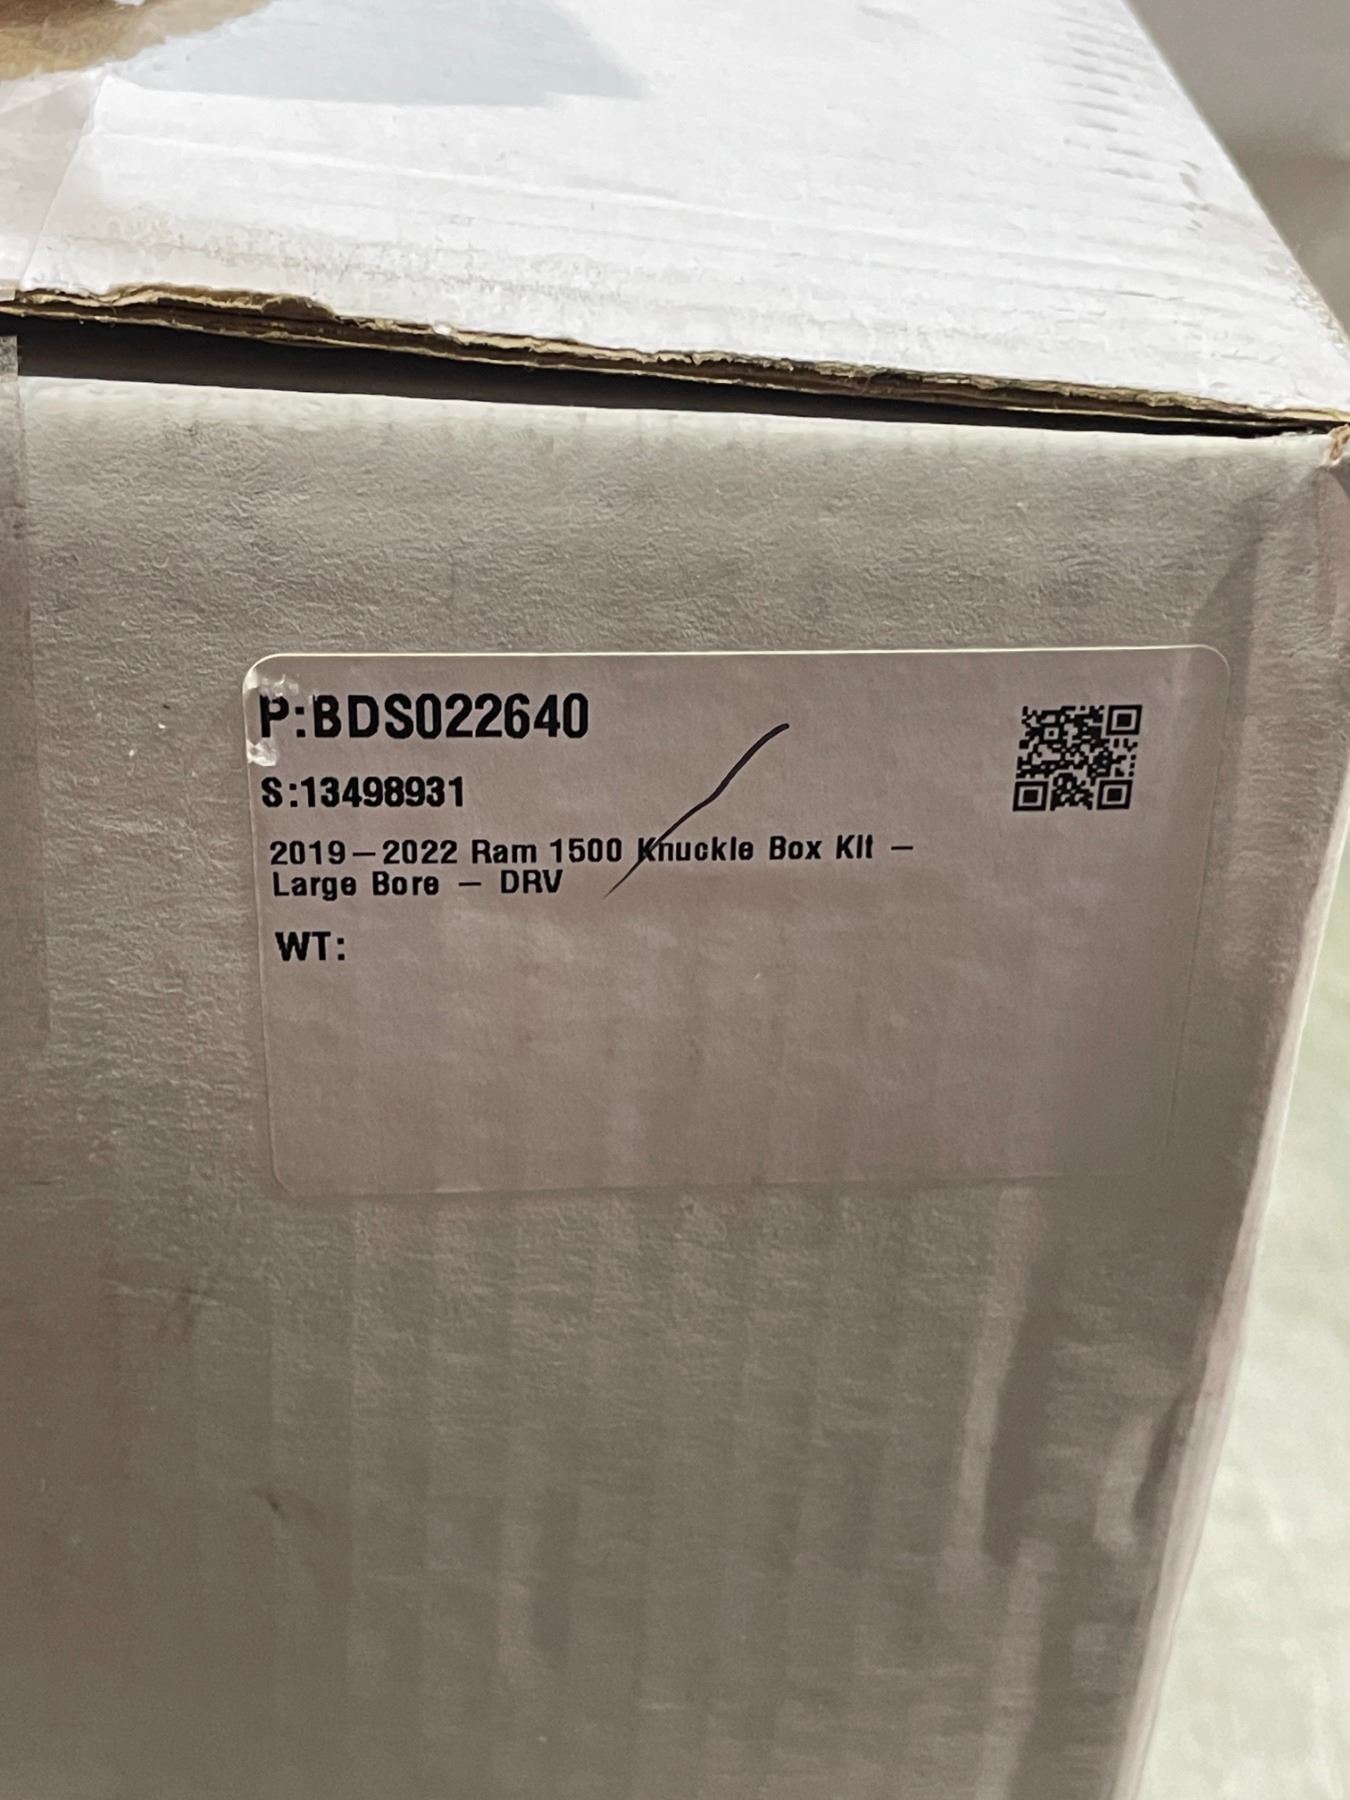 P:BDS022640
S:13498931
2019-2022 Ram 1500 Knuckle Box Kit -
Large Bore - DRV
WT: